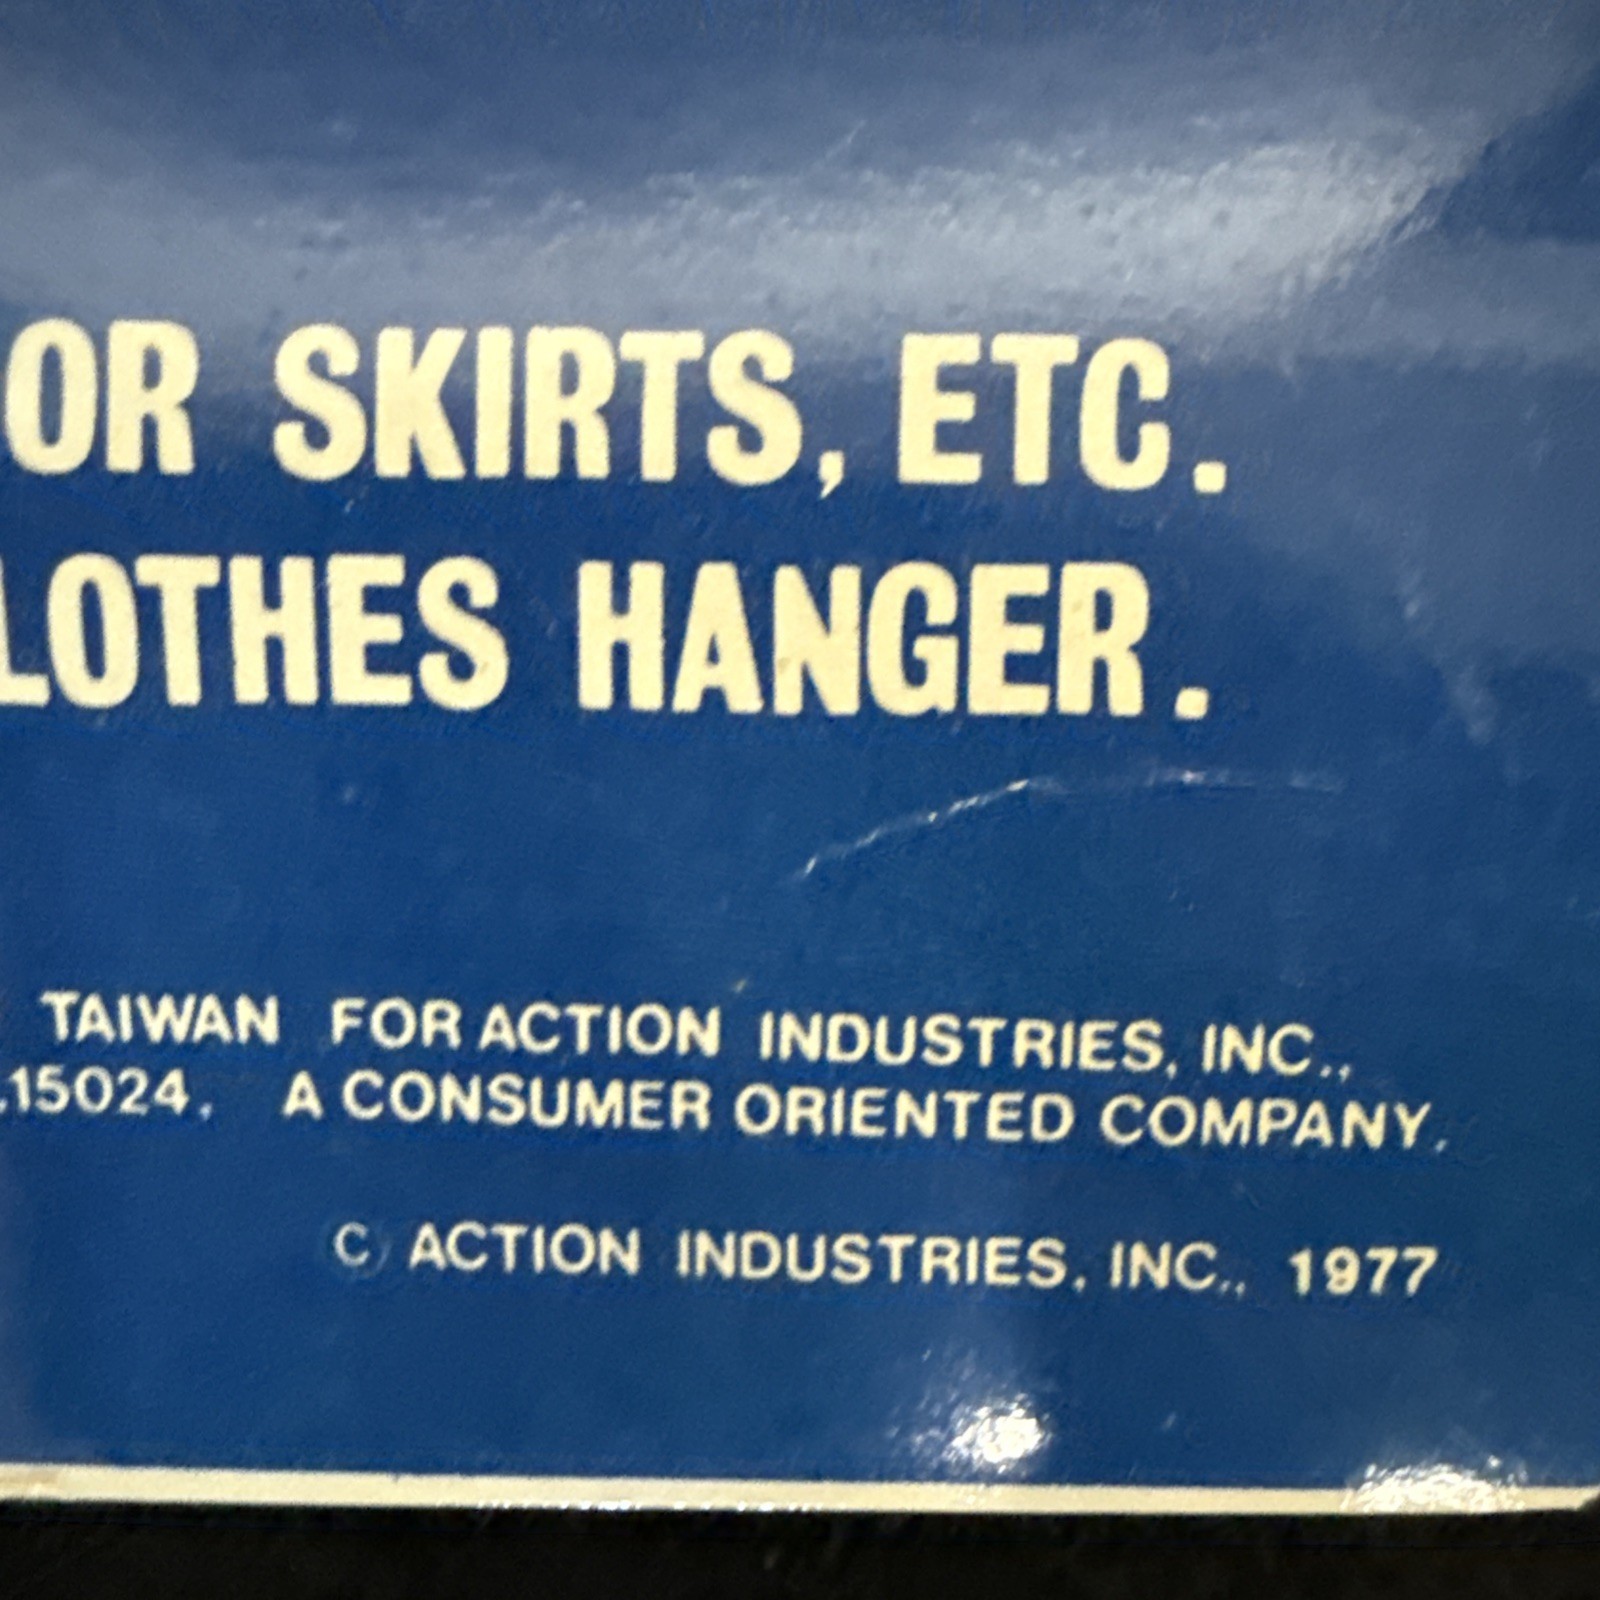 OR SKIRTS, ETC.
LOTHES HANGER.
TAIWAN FOR ACTION INDUSTRIES, INC.,
.15024, A CONSUMER ORIENTED COMPANY.
© ACTION INDUSTRIES, INC., 1977